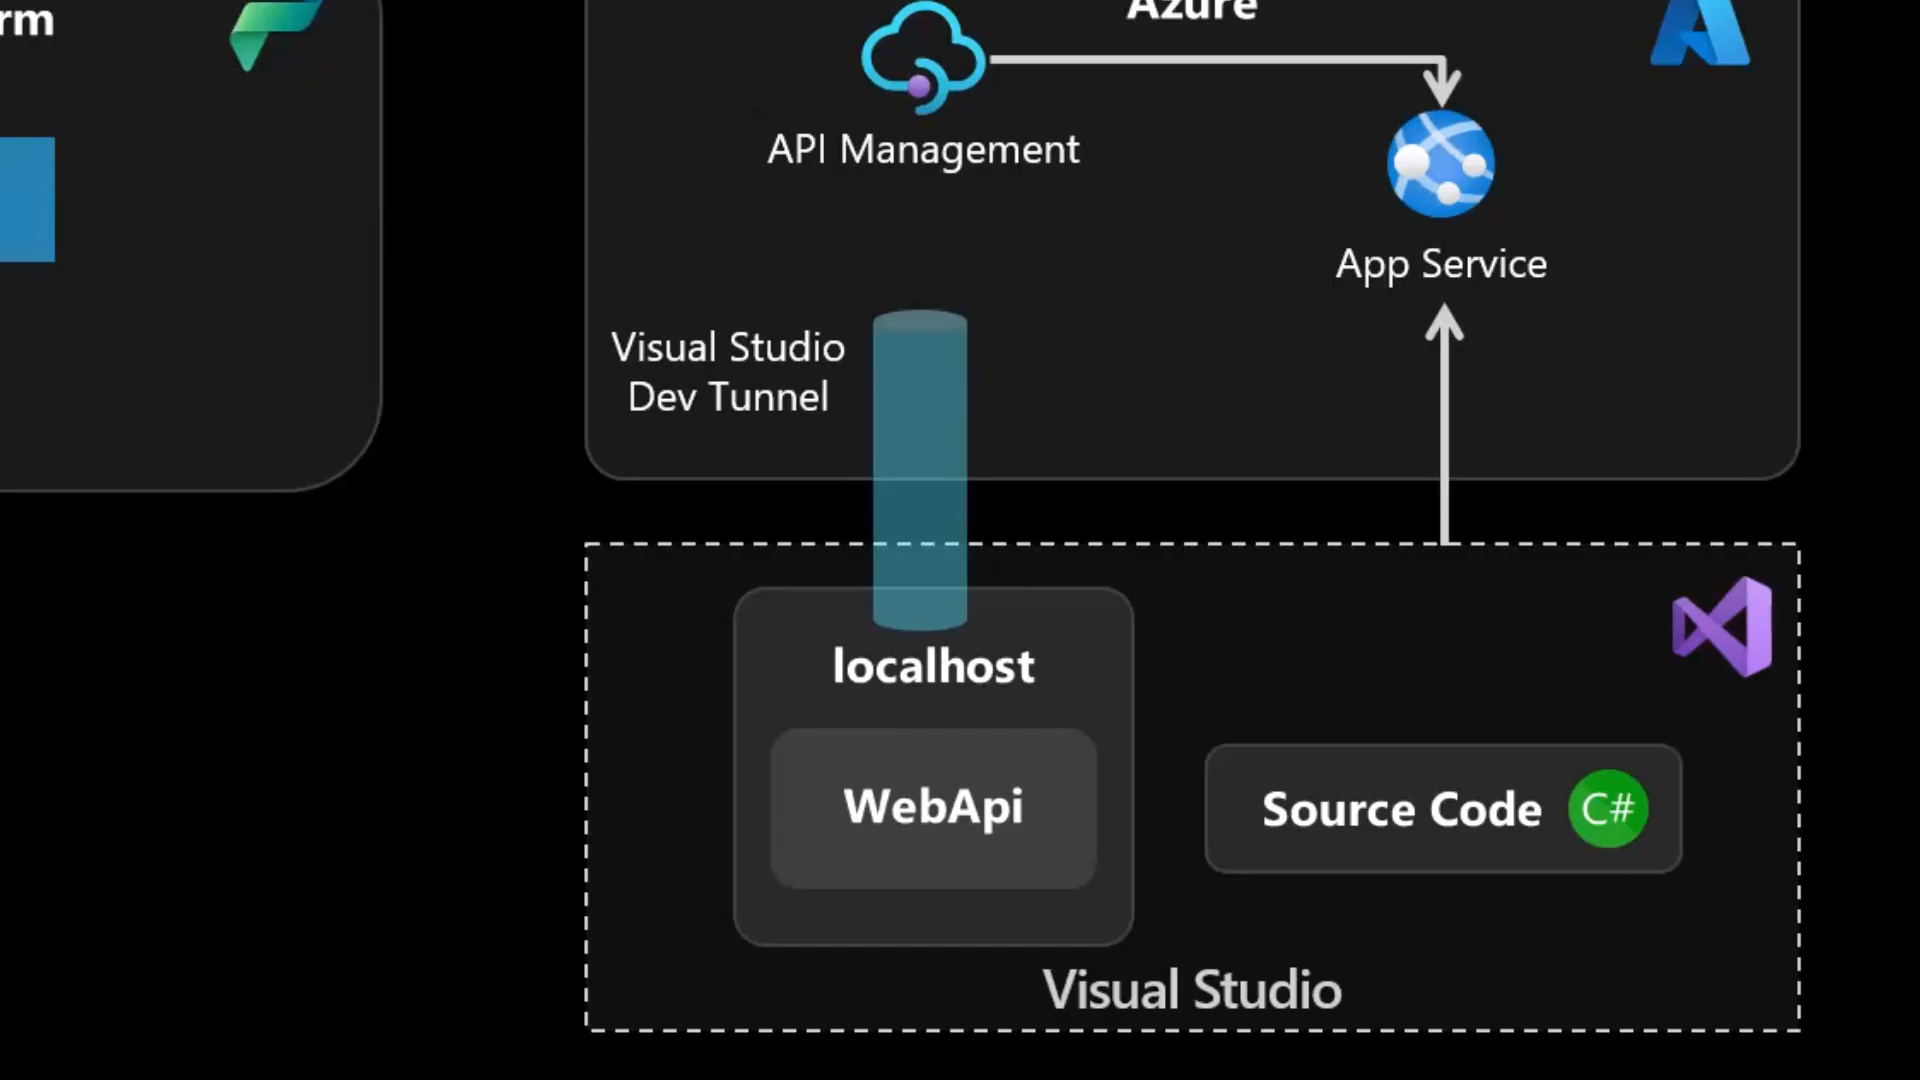 rm
Azure
API Management
App Service
Visual Studio
Dev Tunnel
localhost
WebApi
Source Code C#
Visual Studio